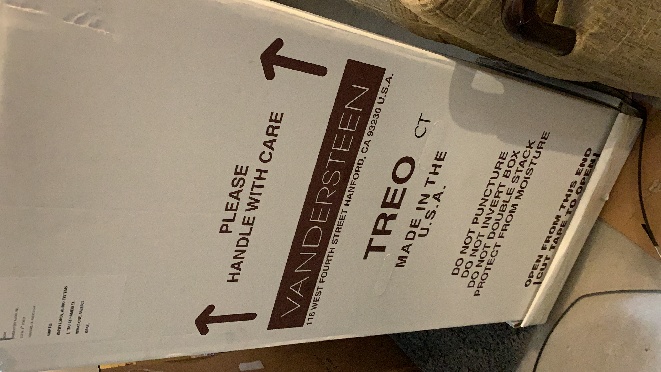 PLEASE
HANDLE WITH CARE
VANDERSTEEN
116 WEST FOURTH STREET HANFORD, CA 93230 U.S.A.
TREO CT
MADE IN THE
U.S.A.
DO NOT PUNCTURE
DO NOT INVERT BOX
DO NOT DOUBLE STACK
PROTECT FROM MOISTURE
OPEN FROM THIS END
(CUT TAPE TO OPEN)